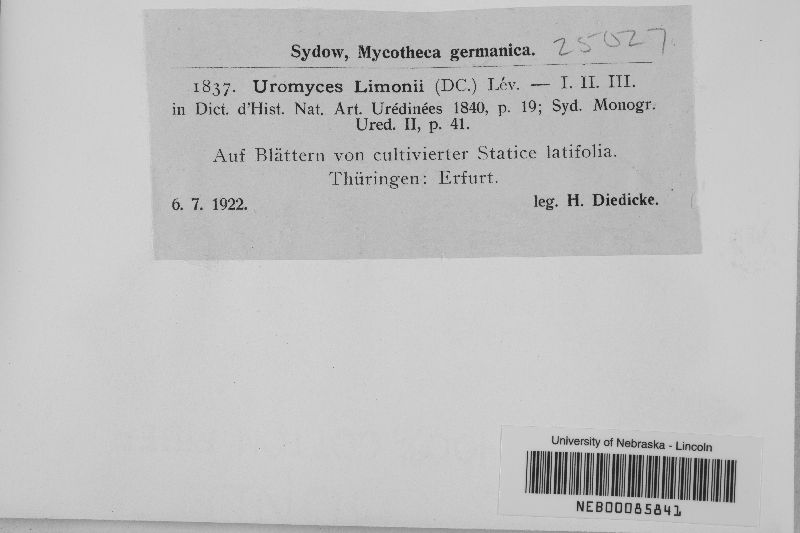 Sydow, Mycotheca germanica. 25027.
1837. Uromyces Limonii (DC.) Lév. — I. II. III.
in Dict. d'Hist. Nat. Art. Urédinées 1840, p. 19; Syd. Monogr.
Ured. II, p. 41.
Auf Blättern von cultivierter Statice latifolia.
Thüringen: Erfurt.
6. 7. 1922. leg. H. Diedicke.
University of Nebraska - Lincoln
NEB00085841